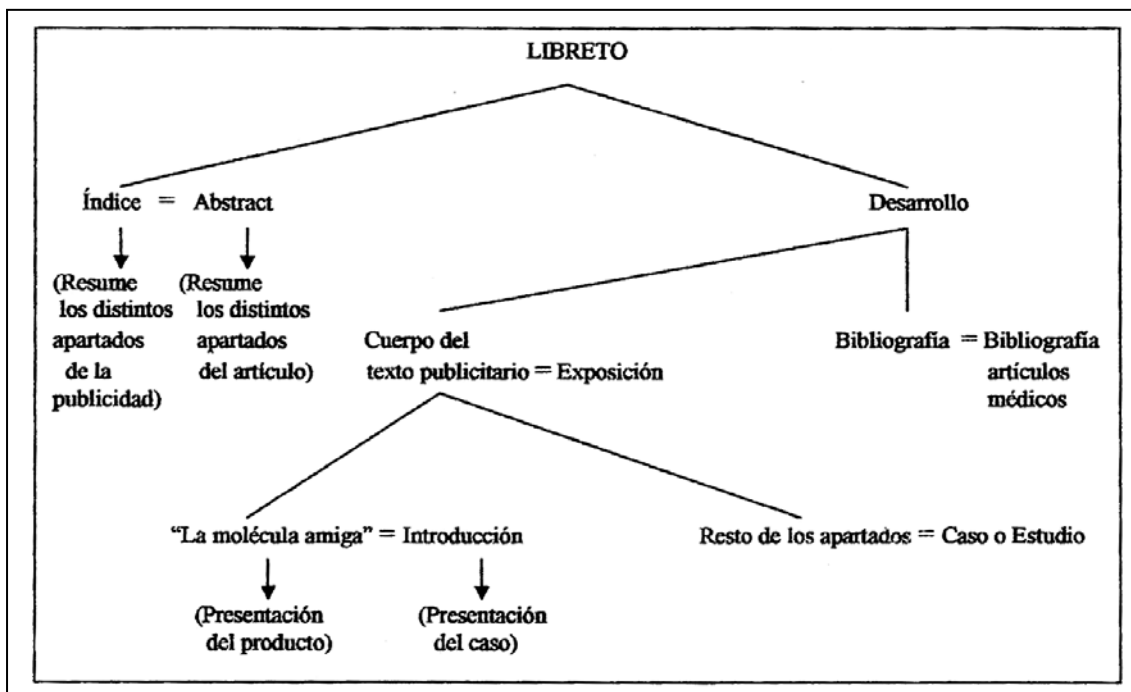 LIBRETO
Índice = Abstract
Desarrollo
(Resume
los distintos
apartados
de la
publicidad)
(Resume
los distintos
apartados
del artículo)
Cuerpo del
texto publicitario = Exposición
Bibliografía = Bibliografía
artículos
médicos
“La molécula amiga” = Introducción
Resto de los apartados = Caso o Estudio
(Presentación
del producto)
(Presentación
del caso)